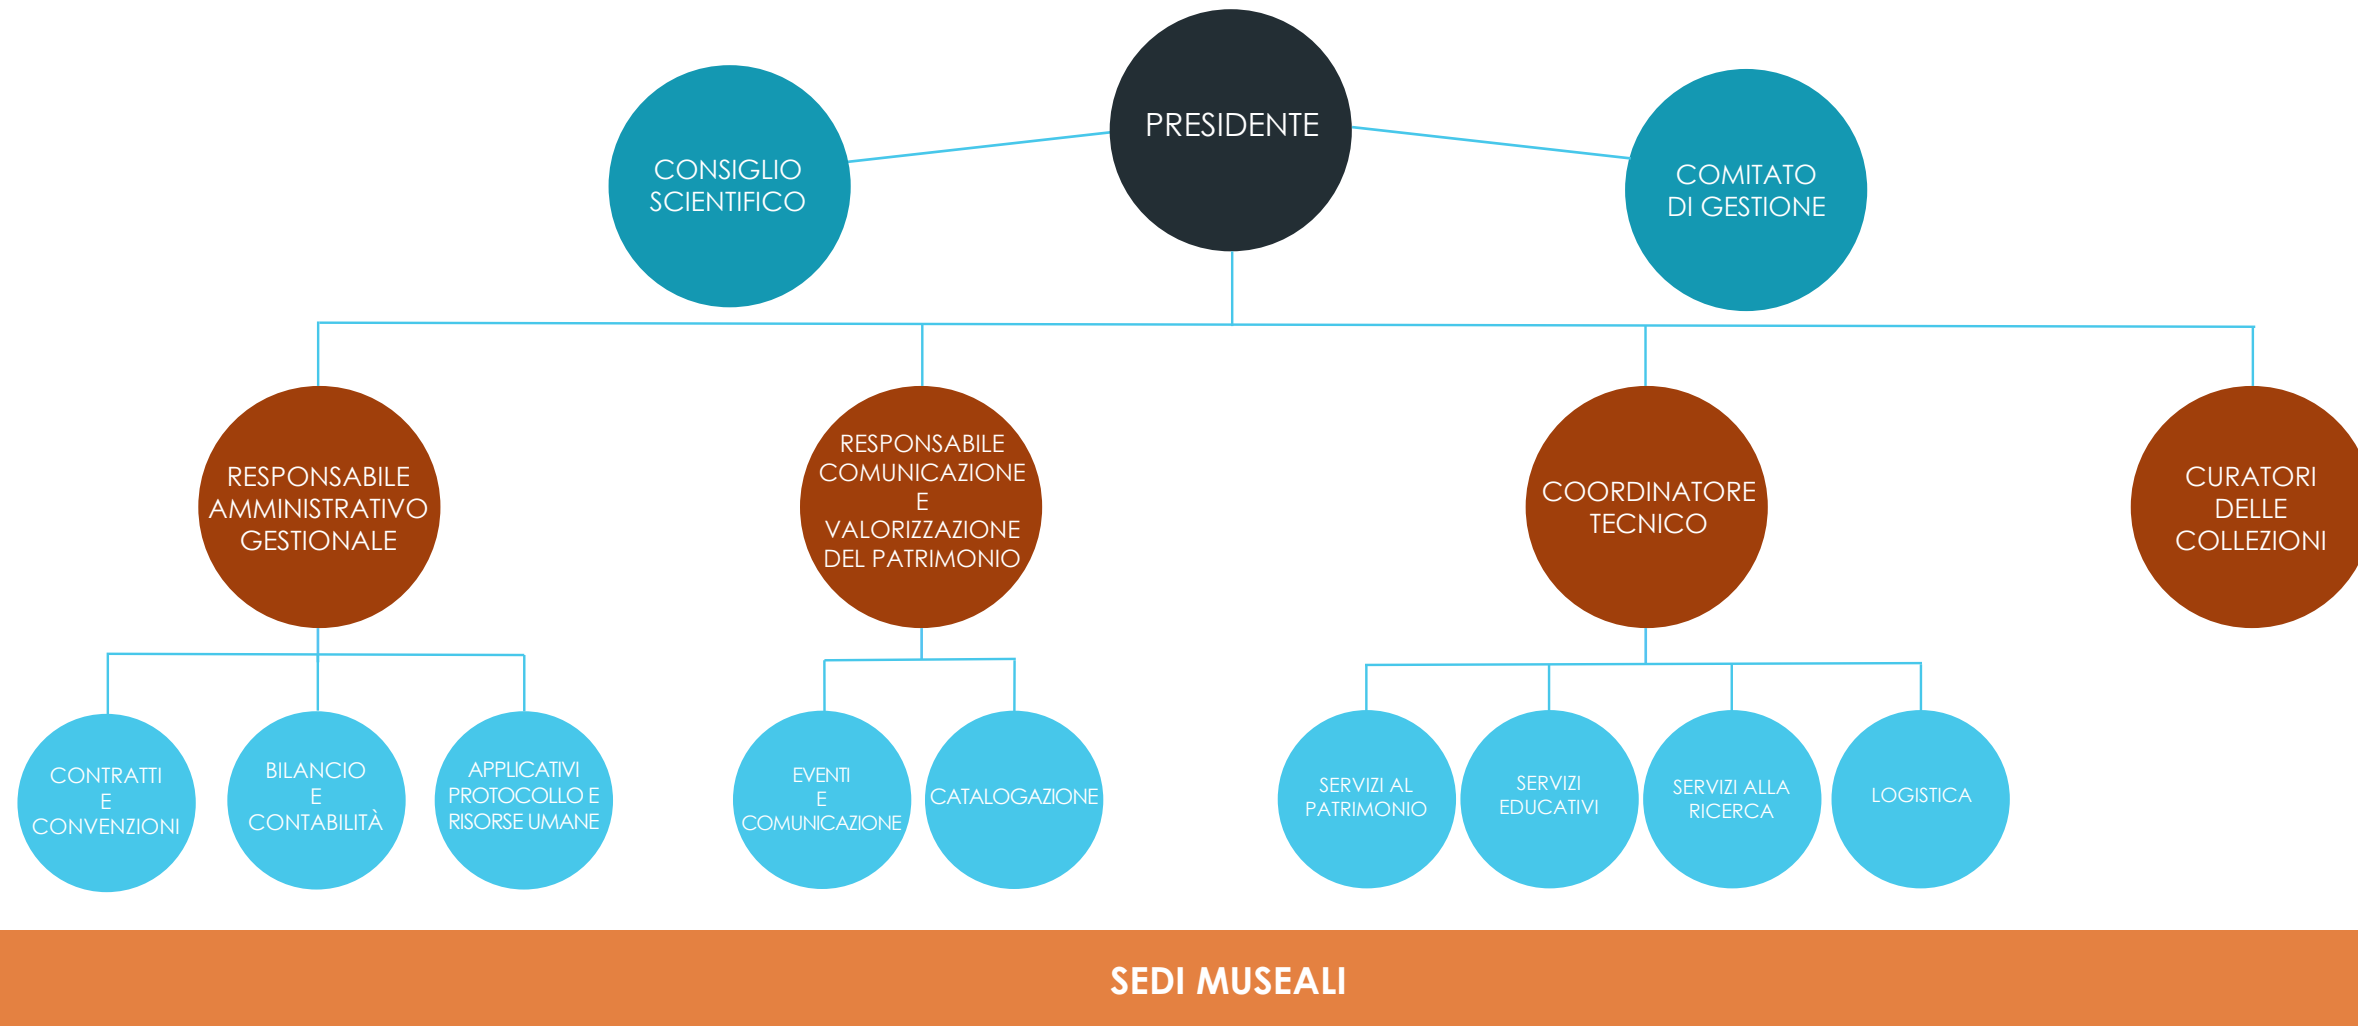 PRESIDENTE
CONSIGLIO
SCIENTIFICO
COMITATO
DI GESTIONE
RESPONSABILE
AMMINISTRATIVO
GESTIONALE
RESPONSABILE
COMUNICAZIONE
E
VALORIZZAZIONE
DEL PATRIMONIO
COORDINATORE
TECNICO
CURATORI
DELLE
COLLEZIONI
CONTRATTI
E
CONVENZIONI
BILANCIO
E
CONTABILITÀ
APPLICATIVI
PROTOCOLLO E
RISORSE UMANE
EVENTI
E
COMUNICAZIONE
CATALOGAZIONE
SERVIZI AL
PATRIMONIO
SERVIZI
EDUCATIVI
SERVIZI ALLA
RICERCA
LOGISTICA
SEDI MUSEALI